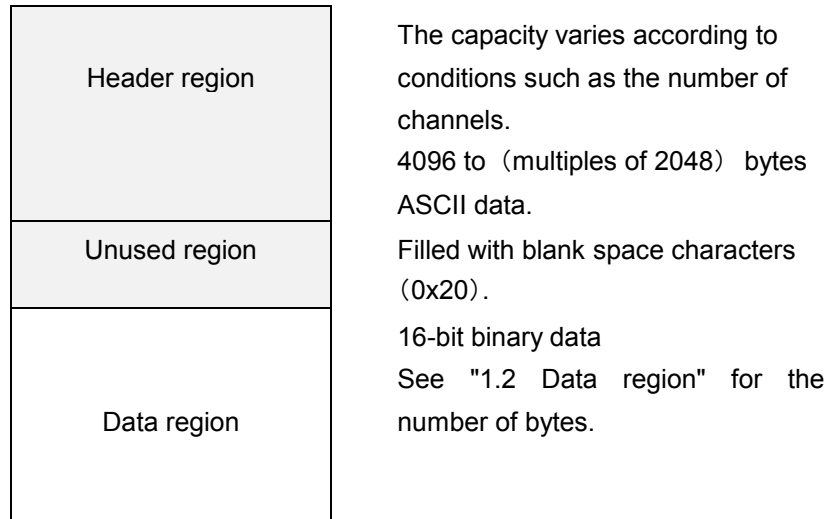 Header region
The capacity varies according to
conditions such as the number of
channels.
4096 to（multiples of 2048）bytes
ASCII data.
Unused region
Filled with blank space characters
（0x20）.
16-bit binary data
See "1.2 Data region" for the
number of bytes.
Data region